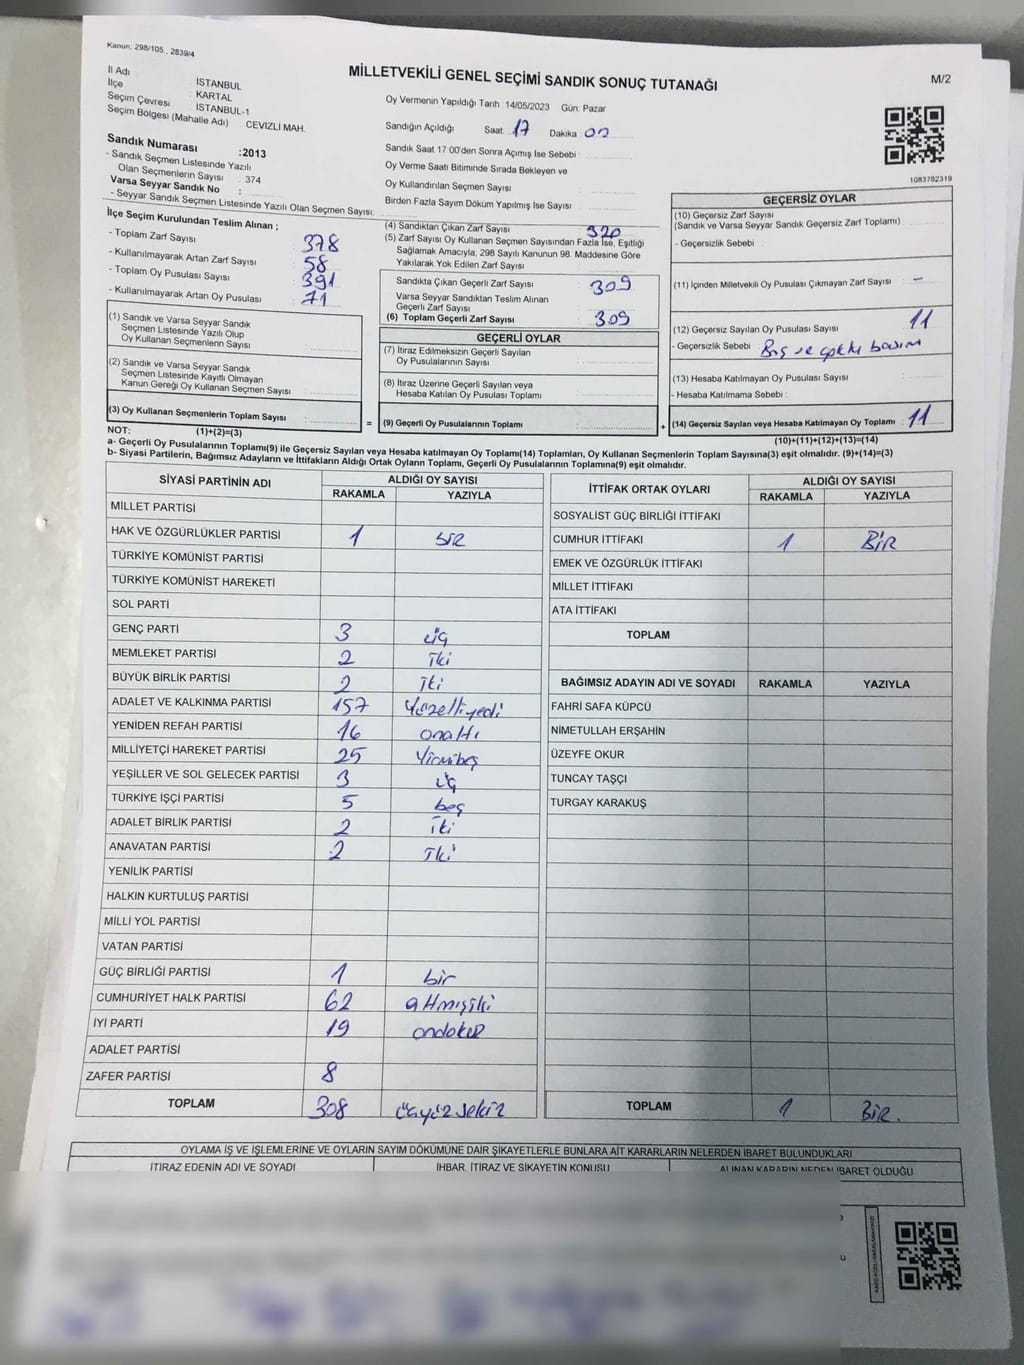 Kanun: 298/105 , 2839/4
MİLLETVEKİLİ GENEL SEÇİMİ SANDIK SONUÇ TUTANAĞI
M/2
İl Adı : İSTANBUL
İlçe : KARTAL
Seçim Çevresi : İSTANBUL-1
Seçim Bölgesi (Mahalle Adı) CEVİZLİ MAH.
Sandık Numarası :2013
- Sandık Seçmen Listesinde Yazılı
Olan Seçmenlerin Sayısı : 374
Varsa Seyyar Sandık No :
- Seyyar Sandık Seçmen Listesinde Yazılı Olan Seçmen Sayısı:
Oy Vermenin Yapıldığı Tarih :14/05/2023 Gün: Pazar
Sandığın Açıldığı Saat: 17 Dakika: 00
Sandık Saat 17:00'den Sonra Açımış İse Sebebi :
Oy Verme Saati Bitiminde Sırada Bekleyen ve
Oy Kullandırılan Seçmen Sayısı :
Birden Fazla Sayım Döküm Yapılmış İse Sayısı :
1083782319
İlçe Seçim Kurulundan Teslim Alınan ;
- Toplam Zarf Sayısı : 378
- Kullanılmayarak Artan Zarf Sayısı : 58
- Toplam Oy Pusulası Sayısı : 391
- Kullanılmayarak Artan Oy Pusulası : 71
(1) Sandık ve Varsa Seyyar Sandık
Seçmen Listesinde Yazılı Olup
Oy Kullanan Seçmenlerin Sayısı :
(2) Sandık ve Varsa Seyyar Sandık
Seçmen Listesinde Kayıtlı Olmayan
Kanun Gereği Oy Kullanan Seçmen Sayısı :
(3) Oy Kullanan Seçmenlerin Toplam Sayısı :
(4) Sandıktan Çıkan Zarf Sayısı : 320
(5) Zarf Sayısı Oy Kullanan Seçmen Sayısından Fazla İse, Eşitliği
Sağlamak Amacıyla, 298 Sayılı Kanunun 98. Maddesine Göre
Yakılarak Yok Edilen Zarf Sayısı :
Sandıkta Çıkan Geçerli Zarf Sayısı : 309
Varsa Seyyar Sandıktan Teslim Alınan
Geçerli Zarf Sayısı :
(6) Toplam Geçerli Zarf Sayısı : 309
GEÇERLİ OYLAR
(7) İtiraz Edilmeksizin Geçerli Sayılan
Oy Pusulalarının Sayısı :
(8) İtiraz Üzerine Geçerli Sayılan veya
Hesaba Katılan Oy Pusulası Toplamı :
= (9) Geçerli Oy Pusulalarının Toplamı :
GEÇERSİZ OYLAR
(10) Geçersiz Zarf Sayısı
(Sandık ve Varsa Seyyar Sandık Geçersiz Zarf Toplamı) :
- Geçersizlik Sebebi :
(11) İçinden Milletvekili Oy Pusulası Çıkmayan Zarf Sayısı : -
(12) Geçersiz Sayılan Oy Pusulası Sayısı : 11
- Geçersizlik Sebebi : Boş ve çoklu basım
(13) Hesaba Katılmayan Oy Pusulası Sayısı :
- Hesaba Katılmama Sebebi :
+ (14) Geçersiz Sayılan veya Hesaba Katılmayan Oy Toplamı : 11
NOT: (1)+(2)=(3)
(10)+(11)+(12)+(13)=(14)
a- Geçerli Oy Pusulalarının Toplamı(9) ile Geçersiz Sayılan veya Hesaba katılmayan Oy Toplamı(14) Toplamları, Oy Kullanan Seçmenlerin Toplam Sayısına(3) eşit olmalıdır. (9)+(14)=(3)
b- Siyasi Partilerin, Bağımsız Adayların ve İttifakların Aldığı Ortak Oyların Toplamı, Geçerli Oy Pusulalarının Toplamına(9) eşit olmalıdır.
SİYASİ PARTİNİN ADI ALDIĞI OY SAYISI
RAKAMLA YAZIYLA
MİLLET PARTİSİ
HAK VE ÖZGÜRLÜKLER PARTİSİ 1 BİR
TÜRKİYE KOMÜNİST PARTİSİ
TÜRKİYE KOMÜNİST HAREKETİ
SOL PARTİ
GENÇ PARTİ 3 üç
MEMLEKET PARTİSİ 2 İki
BÜYÜK BİRLİK PARTİSİ 2 İki
ADALET VE KALKINMA PARTİSİ 157 Yüzelliyedi
YENİDEN REFAH PARTİSİ 16 onaltı
MİLLİYETÇİ HAREKET PARTİSİ 25 Yirmibeş
YEŞİLLER VE SOL GELECEK PARTİSİ 3 üç
TÜRKİYE İŞÇİ PARTİSİ 5 beş
ADALET BİRLİK PARTİSİ 2 İki
ANAVATAN PARTİSİ 2 İki
YENİLİK PARTİSİ
HALKIN KURTULUŞ PARTİSİ
MİLLİ YOL PARTİSİ
VATAN PARTİSİ
GÜÇ BİRLİĞİ PARTİSİ 1 bir
CUMHURİYET HALK PARTİSİ 62 altmışiki
İYİ PARTİ 19 ondokuz
ADALET PARTİSİ
ZAFER PARTİSİ 8
TOPLAM 308 üçyüzsekiz
İTTİFAK ORTAK OYLARI ALDIĞI OY SAYISI
RAKAMLA YAZIYLA
SOSYALİST GÜÇ BİRLİĞİ İTTİFAKI
CUMHUR İTTİFAKI 1 BİR
EMEK VE ÖZGÜRLÜK İTTİFAKI
MİLLET İTTİFAKI
ATA İTTİFAKI
TOPLAM
BAĞIMSIZ ADAYIN ADI VE SOYADI RAKAMLA YAZIYLA
FAHRİ SAFA KÜPCÜ
NİMETULLAH ERŞAHİN
ÜZEYFE OKUR
TUNCAY TAŞÇI
TURGAY KARAKUŞ
TOPLAM 1 BİR.
OYLAMA İŞ VE İŞLEMLERİNE VE OYLARIN SAYIM DÖKÜMÜNE DAİR ŞİKAYETLERLE BUNLARA AİT KARARLARIN NELERDEN İBARET BULUNDUKLARI
İTİRAZ EDENİN ADI VE SOYADI İHBAR, İTİRAZ VE ŞİKAYETİN KONUSU ALINAN KARARIN NEDEN İBARET OLDUĞU